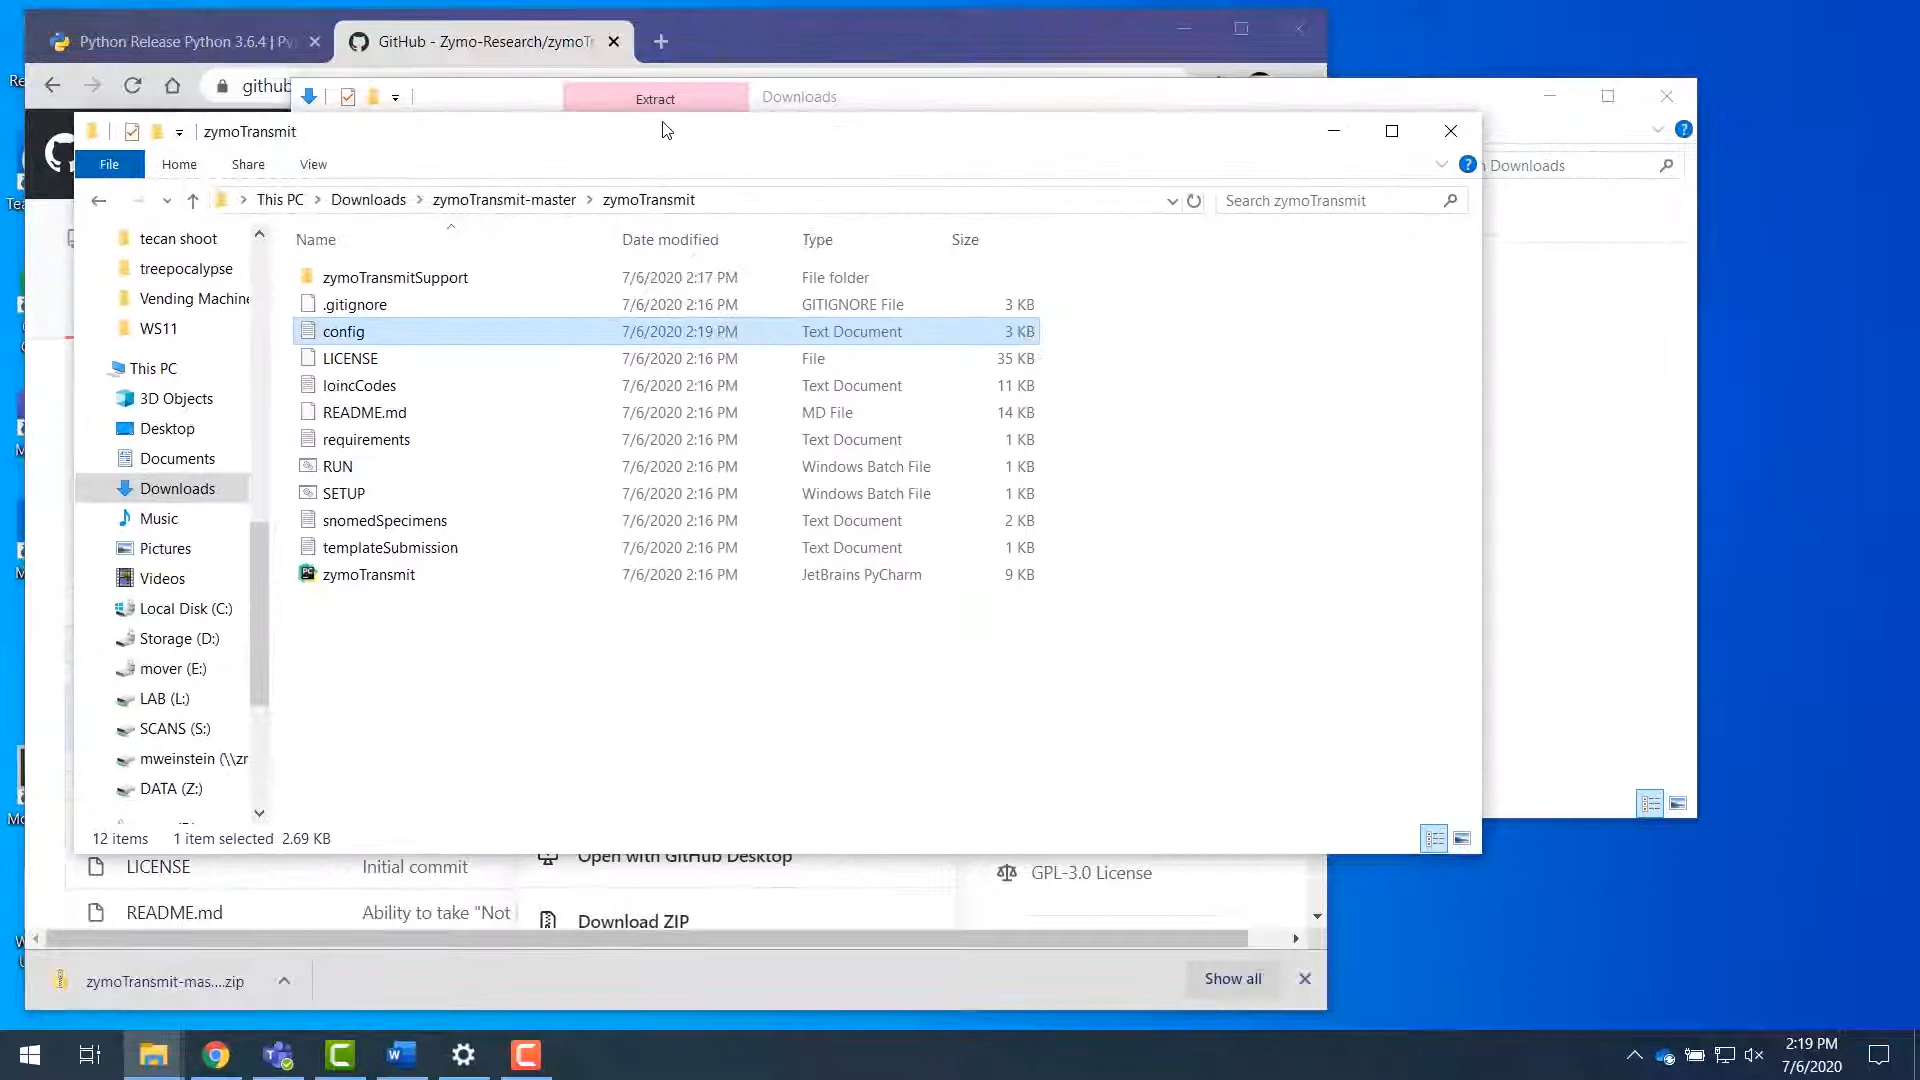 Python Release Python 3.6.4 | Py
GitHub - Zymo-Research/zymoT
github
Extract
Downloads
zymoTransmit
File
Home
Share
View
Downloads
This PC
Downloads
zymoTransmit-master
zymoTransmit
Search zymoTransmit
Name
Date modified
Type
Size
tecan shoot
treepocalypse
Vending Machine
WS11
This PC
3D Objects
Desktop
Documents
Downloads
Music
Pictures
Videos
Local Disk (C:)
Storage (D:)
mover (E:)
LAB (L:)
SCANS (S:)
mweinstein (\\zr
DATA (Z:)
zymoTransmitSupport 7/6/2020 2:17 PM File folder
.gitignore 7/6/2020 2:16 PM GITIGNORE File 3 KB
config 7/6/2020 2:19 PM Text Document 3 KB
LICENSE 7/6/2020 2:16 PM File 35 KB
loincCodes 7/6/2020 2:16 PM Text Document 11 KB
README.md 7/6/2020 2:16 PM MD File 14 KB
requirements 7/6/2020 2:16 PM Text Document 1 KB
RUN 7/6/2020 2:16 PM Windows Batch File 1 KB
SETUP 7/6/2020 2:16 PM Windows Batch File 1 KB
snomedSpecimens 7/6/2020 2:16 PM Text Document 2 KB
templateSubmission 7/6/2020 2:16 PM Text Document 1 KB
zymoTransmit 7/6/2020 2:16 PM JetBrains PyCharm 9 KB
12 items 1 item selected 2.69 KB
LICENSE Initial commit
README.md Ability to take "Not
Open with GitHub Desktop
Download ZIP
GPL-3.0 License
zymoTransmit-mas....zip
Show all
2:19 PM
7/6/2020